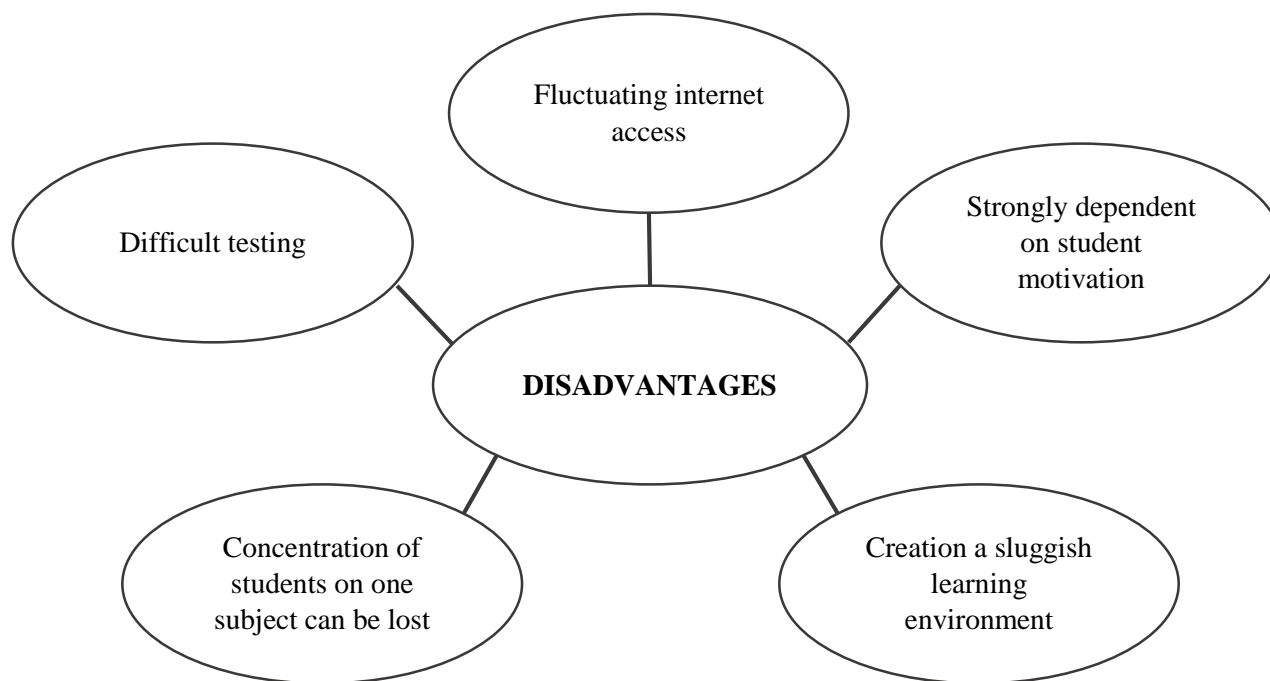 Fluctuating internet
access
Difficult testing
Strongly dependent
on student
motivation
DISADVANTAGES
Concentration of
students on one
subject can be lost
Creation a sluggish
learning
environment